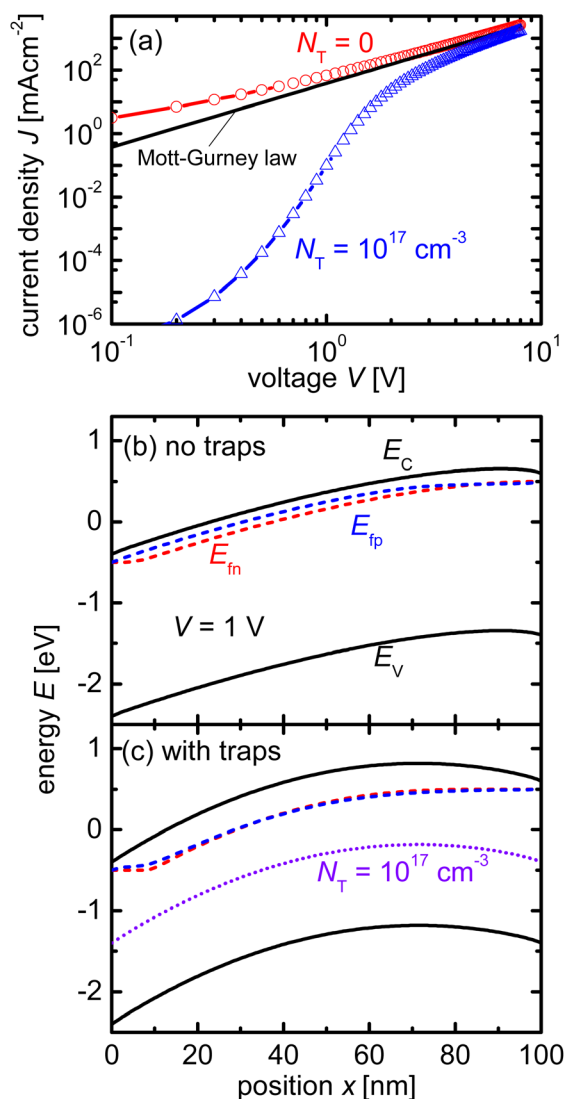 (a)
N_T = 0
Mott-Gurney law
N_T = 10^17 cm^-3
current density J [mAcm^-2]
10^2
10^0
10^-2
10^-4
10^-6
10^-1
10^0
10^1
voltage V [V]
(b) no traps
E_C
E_fp
E_fn
V = 1 V
E_V
1
0
-1
-2
energy E [eV]
(c) with traps
N_T = 10^17 cm^-3
1
0
-1
-2
0
20
40
60
80
100
position x [nm]